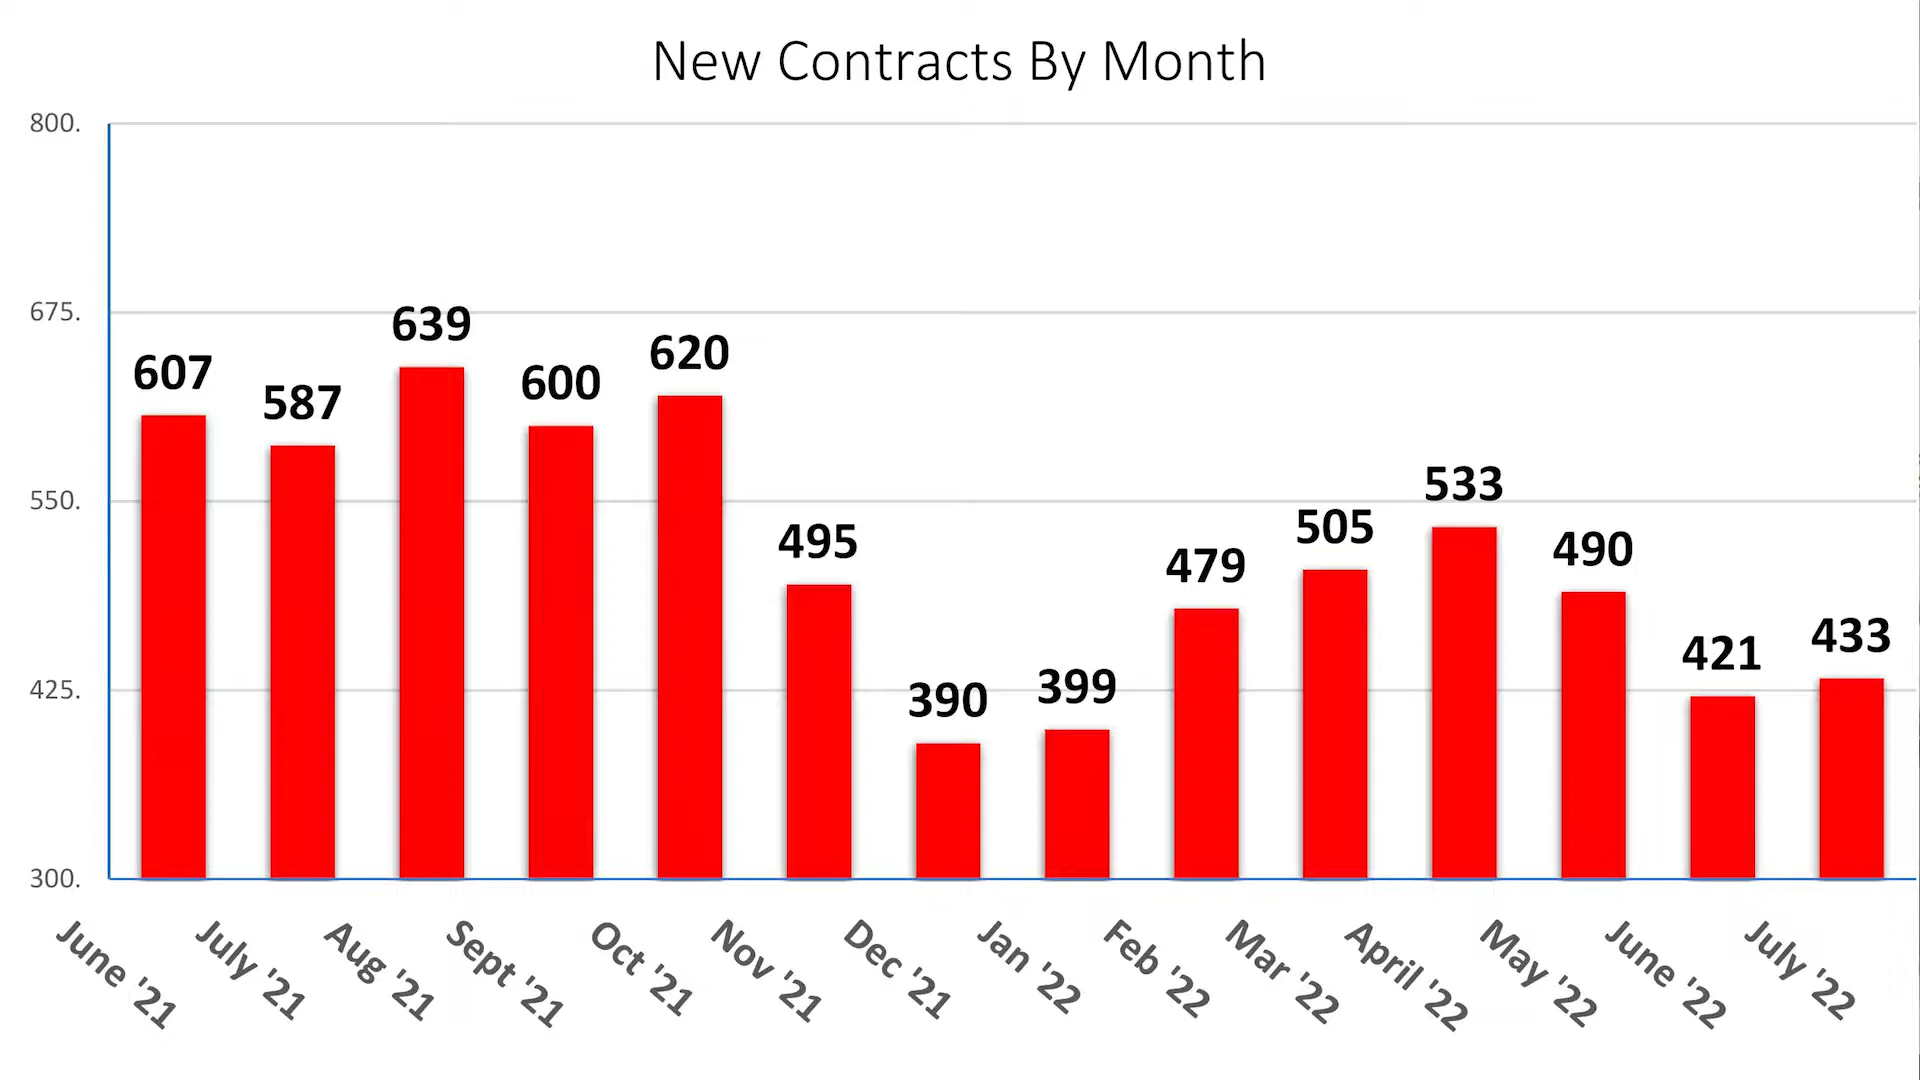 New Contracts By Month
800.
675.
550.
425.
300.
607
587
639
600
620
495
390
399
479
505
533
490
421
433
June '21
July '21
Aug '21
Sept '21
Oct '21
Nov '21
Dec '21
Jan '22
Feb '22
Mar '22
April '22
May '22
June '22
July '22